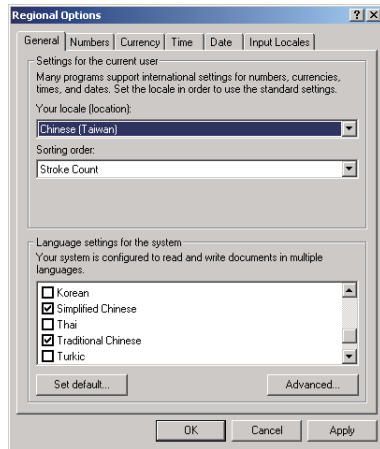 Regional Options
General Numbers Currency Time Date Input Locales
Settings for the current user
Many programs support international settings for numbers, currencies,
times, and dates. Set the locale in order to use the standard settings.
Your locale (location):
Chinese (Taiwan)
Sorting order:
Stroke Count
Language settings for the system
Your system is configured to read and write documents in multiple
languages.
Korean
Simplified Chinese
Thai
Traditional Chinese
Turkic
Set default... Advanced...
OK Cancel Apply